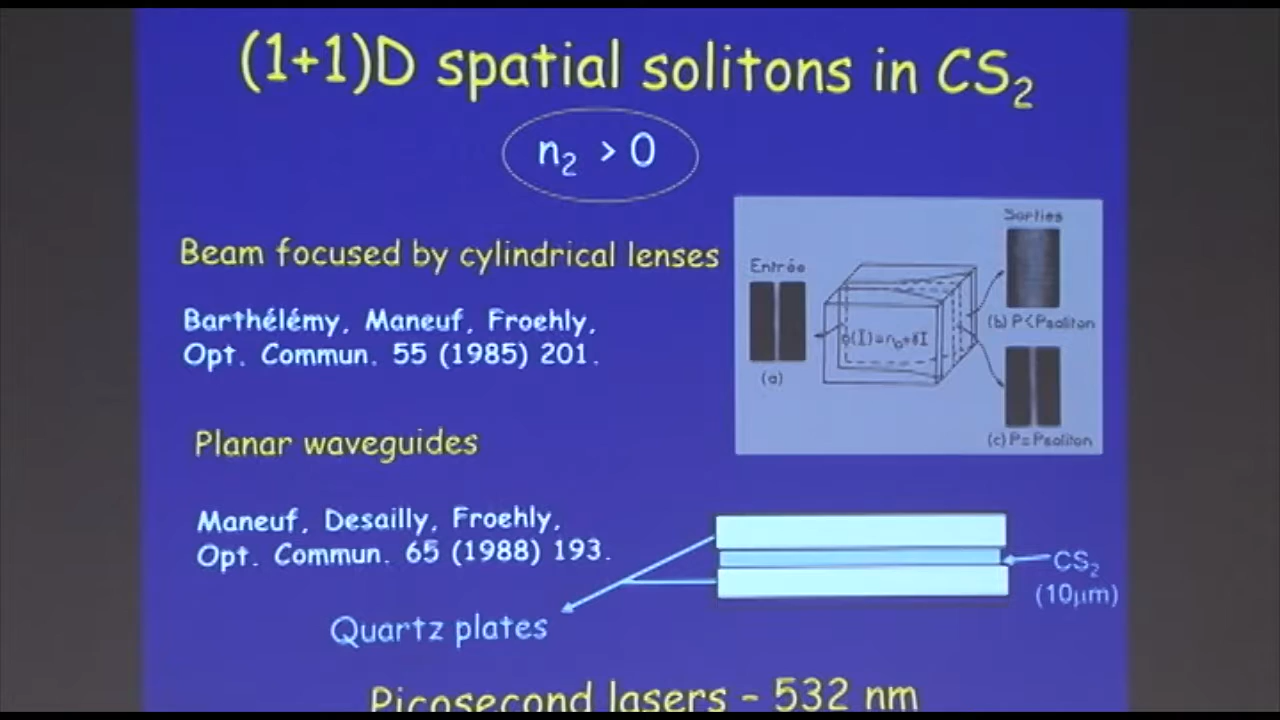 (1+1)D spatial solitons in CS₂
n₂ > 0
Beam focused by cylindrical lenses
Barthélémy, Maneuf, Froehly,
Opt. Commun. 55 (1985) 201.
Sorties
Entrée
n(I)=n₀+δI
(a)
(b) P<Psoliton
(c) P=Psoliton
Planar waveguides
Maneuf, Desailly, Froehly,
Opt. Commun. 65 (1988) 193.
CS₂
(10μm)
Quartz plates
Picosecond lasers – 532 nm